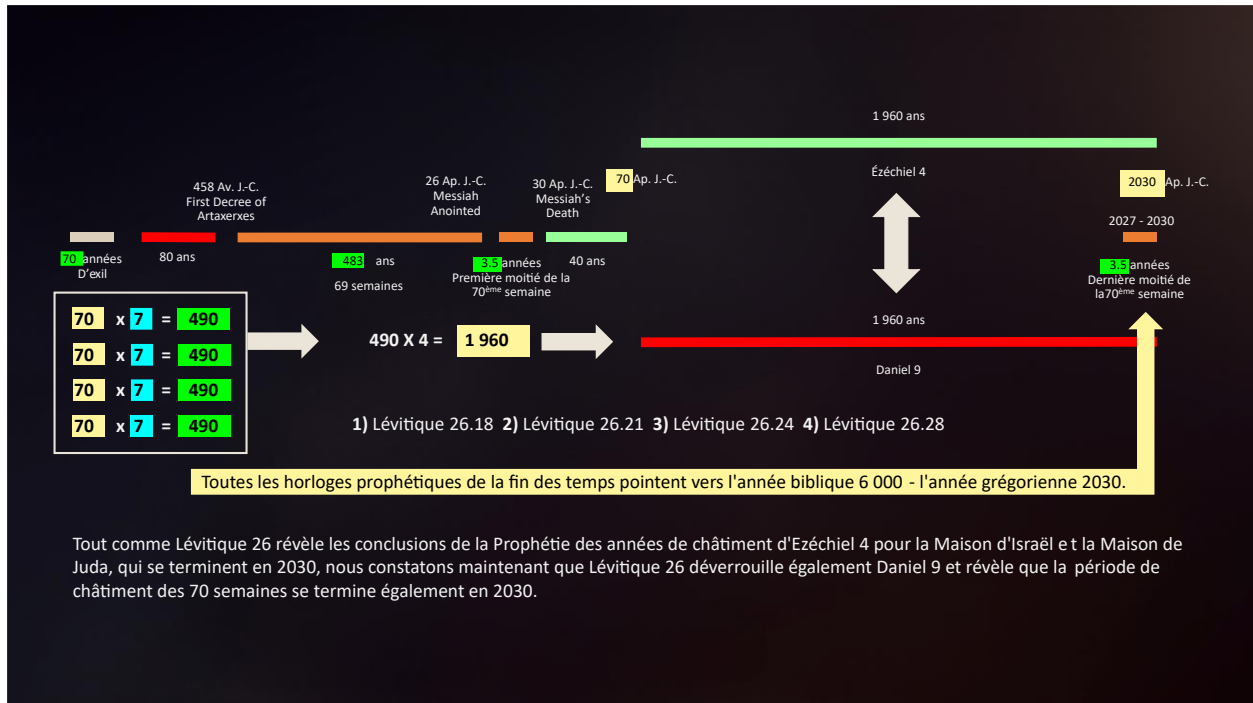 1 960 ans
Ézéchiel 4
458 Av. J.-C.
First Decree of
Artaxerxes
26 Ap. J.-C.
Messiah
Anointed
30 Ap. J.-C.
Messiah's
Death
70 Ap. J.-C.
2030 Ap. J.-C.
2027 - 2030
70 années
D'exil
80 ans
483 ans
69 semaines
3.5 années
Première moitié de la
70ème semaine
40 ans
3.5 années
Dernière moitié de
la70ème semaine
70 x 7 = 490
70 x 7 = 490
70 x 7 = 490
70 x 7 = 490
490 X 4 = 1 960
1 960 ans
Daniel 9
1) Lévitique 26.18 2) Lévitique 26.21 3) Lévitique 26.24 4) Lévitique 26.28
Toutes les horloges prophétiques de la fin des temps pointent vers l'année biblique 6 000 - l'année grégorienne 2030.
Tout comme Lévitique 26 révèle les conclusions de la Prophétie des années de châtiment d'Ezéchiel 4 pour la Maison d'Israël et la Maison de
Juda, qui se terminent en 2030, nous constatons maintenant que Lévitique 26 déverrouille également Daniel 9 et révèle que la période de
châtiment des 70 semaines se termine également en 2030.